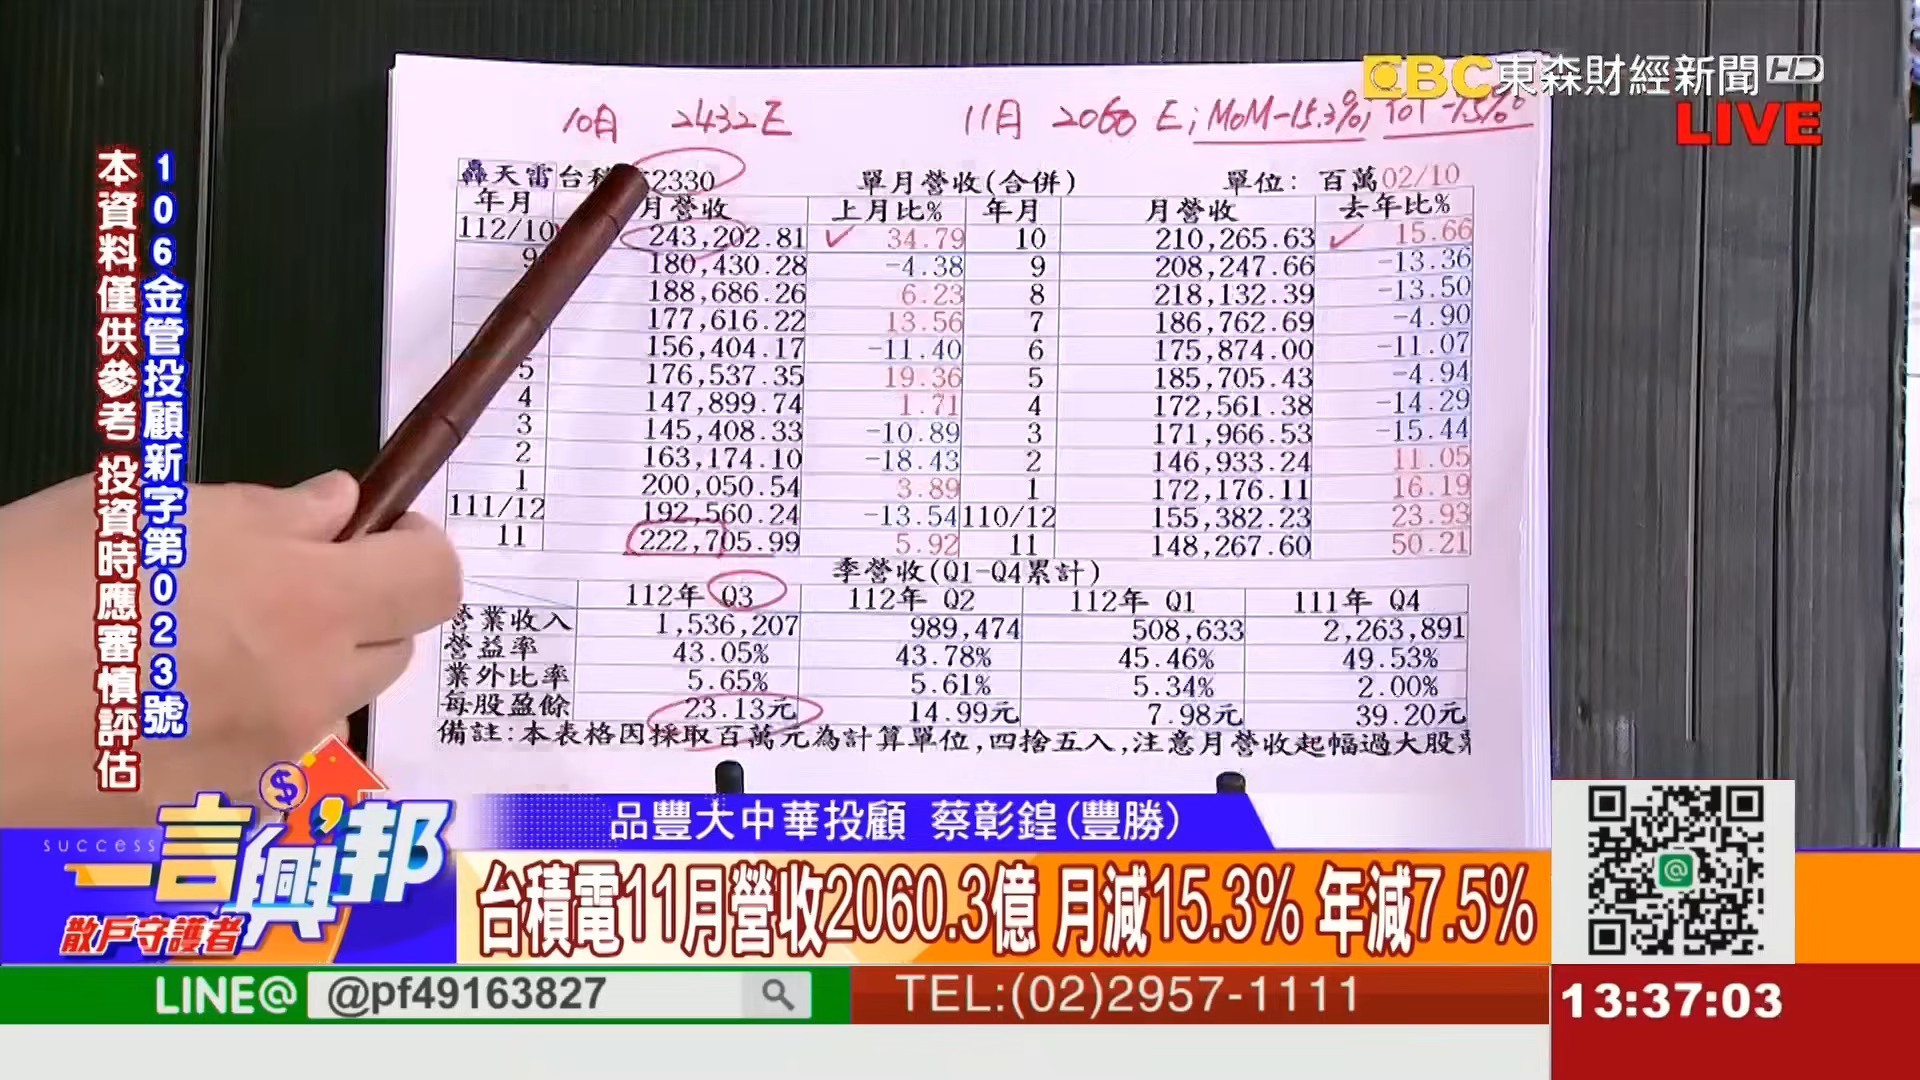 EBC東森財經新聞HD
LIVE
10月 2432E 11月 2060 E; MoM-15.3%; YoY -7.5%
轟天雷台積 2330 單月營收(合併) 單位: 百萬02/10
年月 月營收 上月比% 年月 月營收 去年比%
112/10 243,202.81 34.79 10 210,265.63 15.66
9 180,430.28 -4.38 9 208,247.66 -13.36
188,686.26 6.23 8 218,132.39 -13.50
177,616.22 13.56 7 186,762.69 -4.90
156,404.17 -11.40 6 175,874.00 -11.07
5 176,537.35 19.36 5 185,705.43 -4.94
4 147,899.74 1.71 4 172,561.38 -14.29
3 145,408.33 -10.89 3 171,966.53 -15.44
2 163,174.10 -18.43 2 146,933.24 11.05
1 200,050.54 3.89 1 172,176.11 16.19
111/12 192,560.24 -13.54 110/12 155,382.23 23.93
11 222,705.99 5.92 11 148,267.60 50.21
季營收(Q1-Q4累計)
112年 Q3 112年 Q2 112年 Q1 111年 Q4
營業收入 1,536,207 989,474 508,633 2,263,891
營益率 43.05% 43.78% 45.46% 49.53%
業外比率 5.65% 5.61% 5.34% 2.00%
每股盈餘 23.13元 14.99元 7.98元 39.20元
備註:本表格因採取百萬元為計算單位,四捨五入,注意月營收起幅過大股
106金管投顧新字第023號
本資料僅供參考 投資時應審慎評估
success
一言興邦
散戶守護者
品豐大中華投顧 蔡彰鍠(豐勝)
台積電11月營收2060.3億 月減15.3% 年減7.5%
LINE@ @pf49163827
TEL:(02)2957-1111
13:37:03